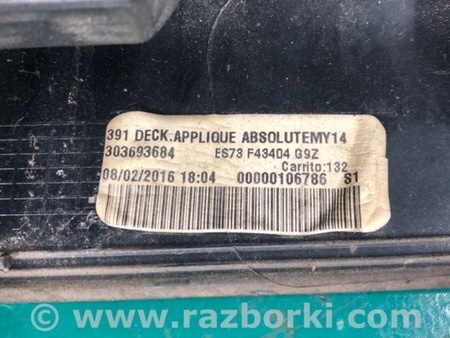 391 DECK.APPLIQUE ABSOLUTEMY14
303693684 ES73 F43404 G9Z
Carrito:132
08/02/2016 18:04 00000106786 S1
www.razborki.com